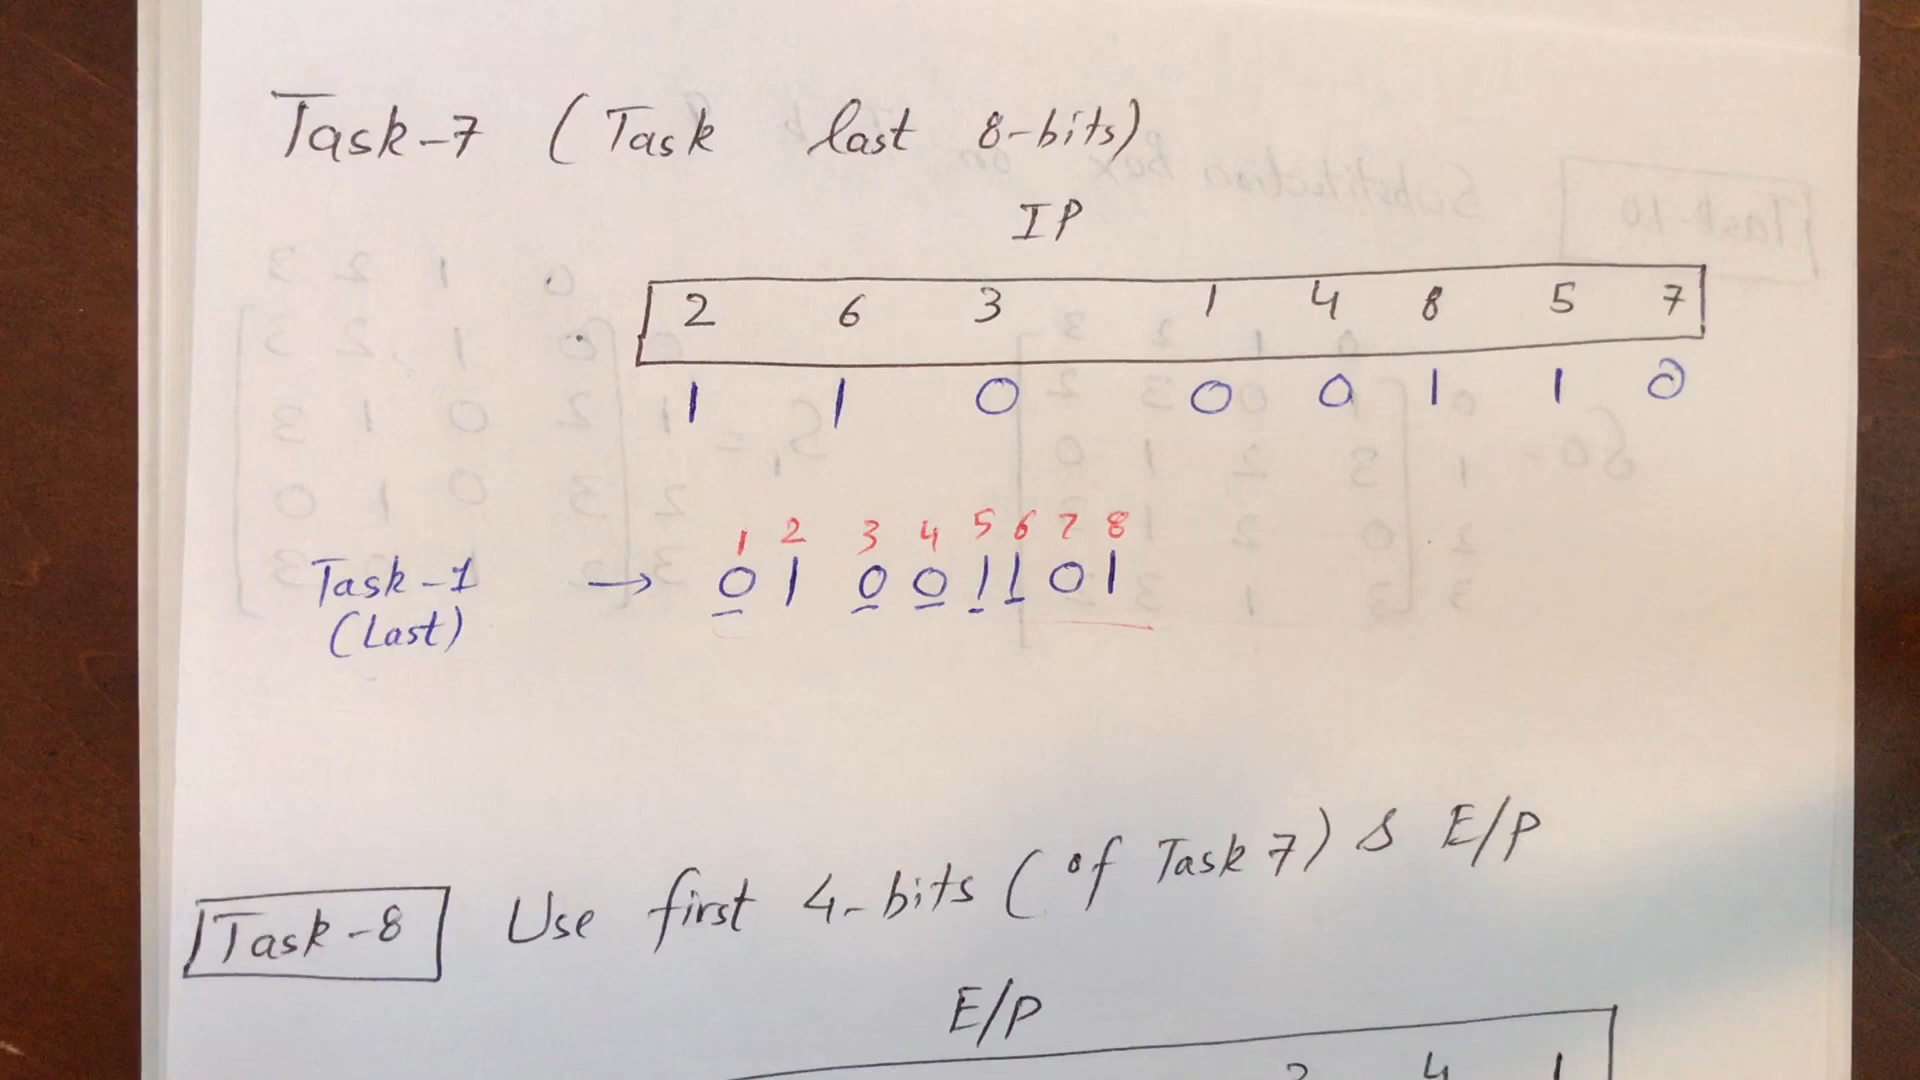 Task-7 (Task last 8-bits)
IP
2 6 3 1 4 8 5 7
1 1 0 0 0 1 1 0
1 2 3 4 5 6 7 8
Task-1 → 0 1 0 0 1 1 0 1
(Last)
Task-8 Use first 4-bits (of Task 7) & E/P
E/P
4 1